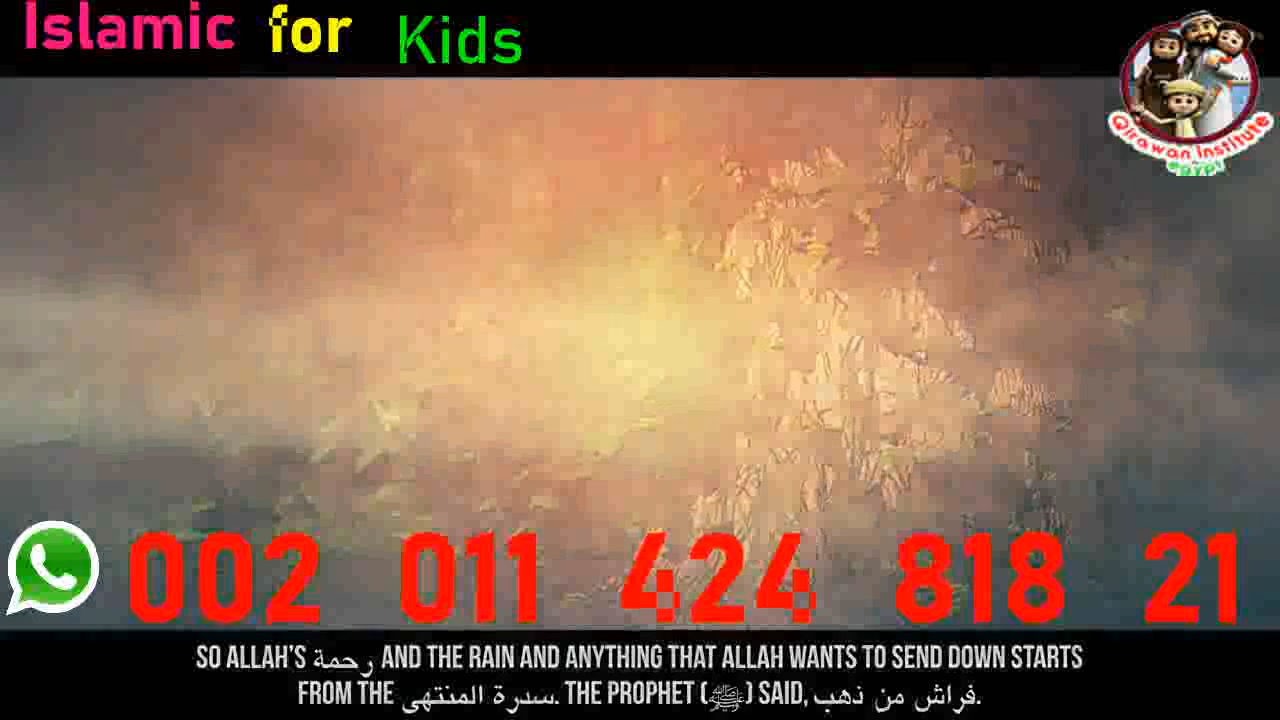 Islamic for Kids
Qirawan Institute
egypt
002 011 424 818 21
SO ALLAH'S رحمة AND THE RAIN AND ANYTHING THAT ALLAH WANTS TO SEND DOWN STARTS
FROM THE سدرة المنتهى. THE PROPHET (ﷺ) SAID, فراش من ذهب.